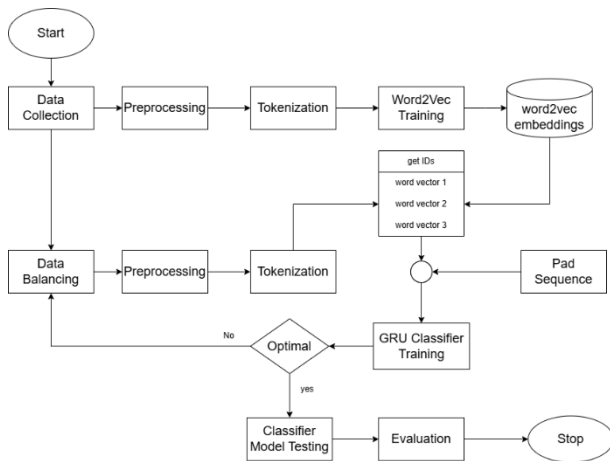 Start
Data
Collection
Preprocessing
Tokenization
Word2Vec
Training
word2vec
embeddings
get IDs
word vector 1
word vector 2
word vector 3
Data
Balancing
Preprocessing
Tokenization
Pad
Sequence
No
Optimal
GRU Classifier
Training
yes
Classifier
Model Testing
Evaluation
Stop